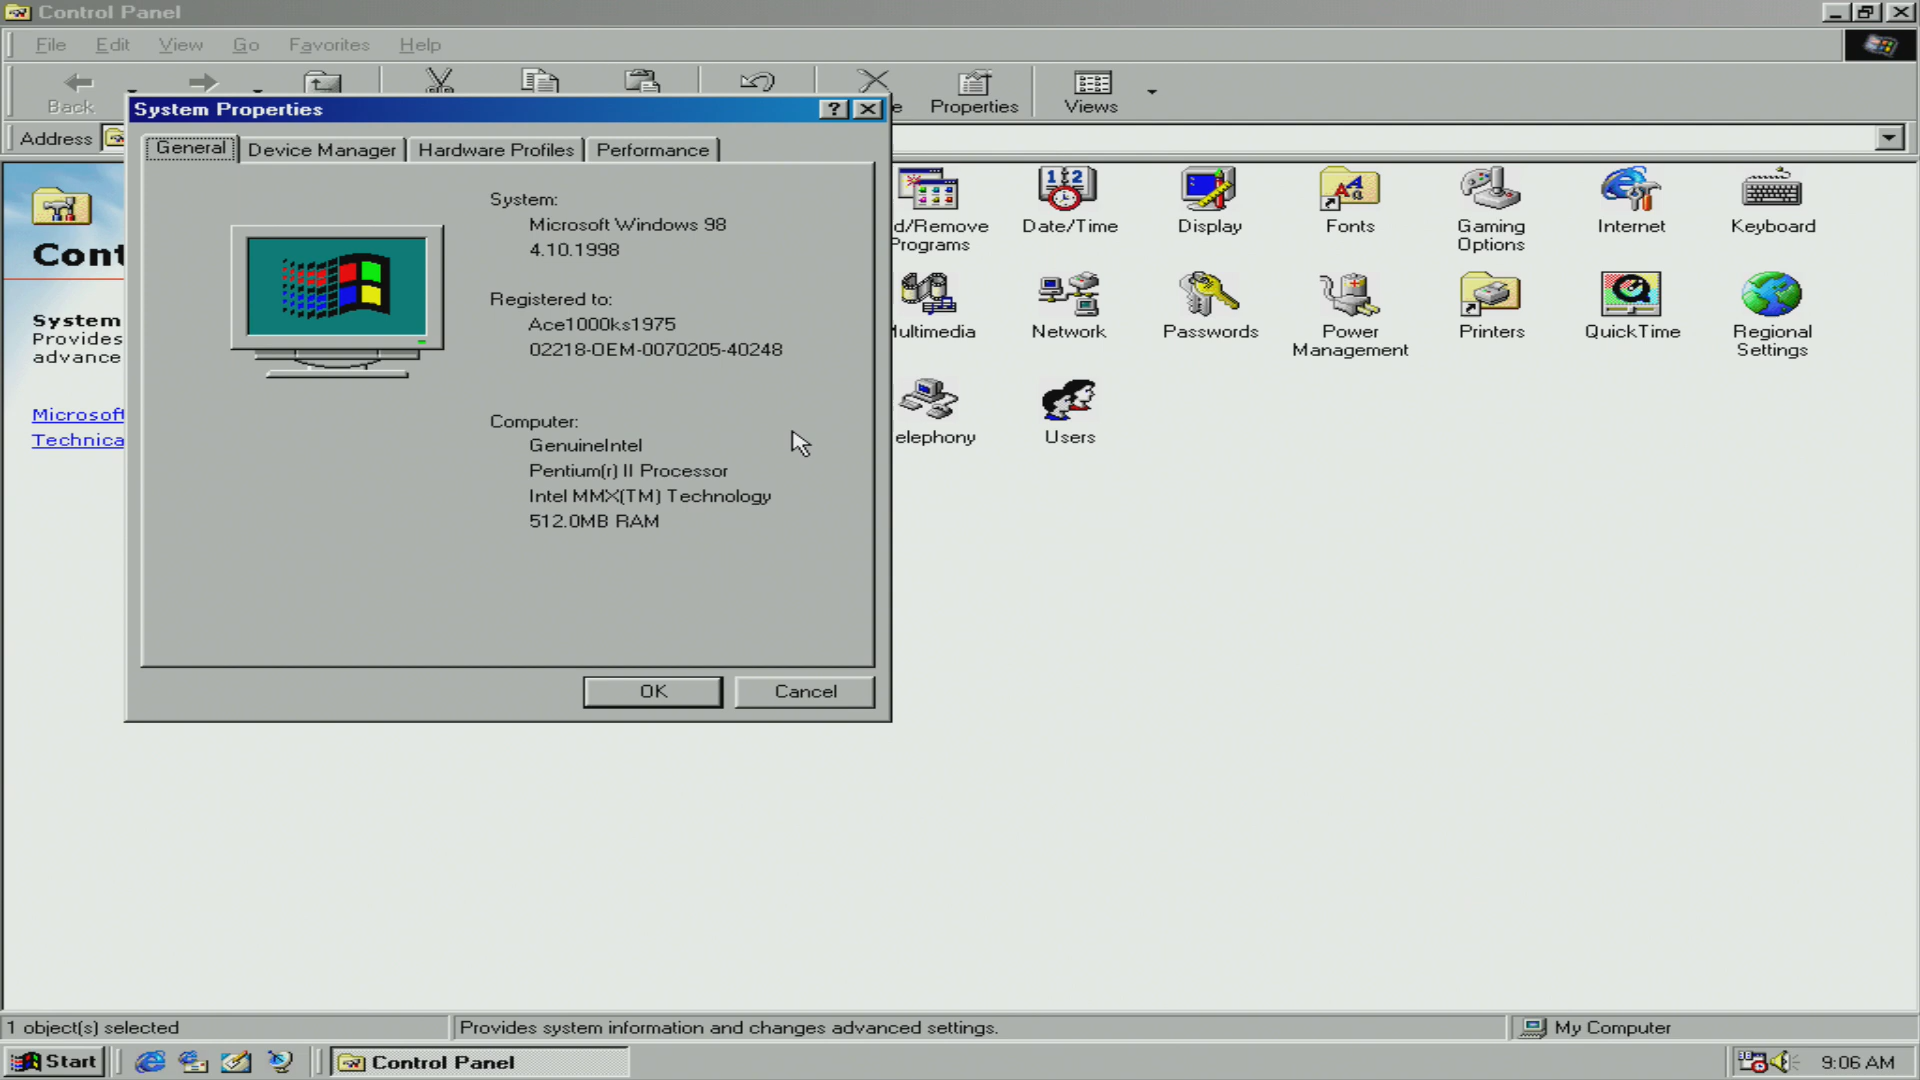 Control Panel
File Edit View Go Favorites Help
Back Properties Views
Address
System Properties
General Device Manager Hardware Profiles Performance
System:
Microsoft Windows 98
4.10.1998
Registered to:
Ace1000ks1975
02218-OEM-0070205-40248
Computer:
GenuineIntel
Pentium(r) II Processor
Intel MMX(TM) Technology
512.0MB RAM
OK Cancel
Cont
System
Provides
advance
Microsoft
Technica
d/Remove Programs
Date/Time
Display
Fonts
Gaming Options
Internet
Keyboard
ultimedia
Network
Passwords
Power Management
Printers
QuickTime
Regional Settings
elephony
Users
1 object(s) selected Provides system information and changes advanced settings. My Computer
Start Control Panel 9:06 AM